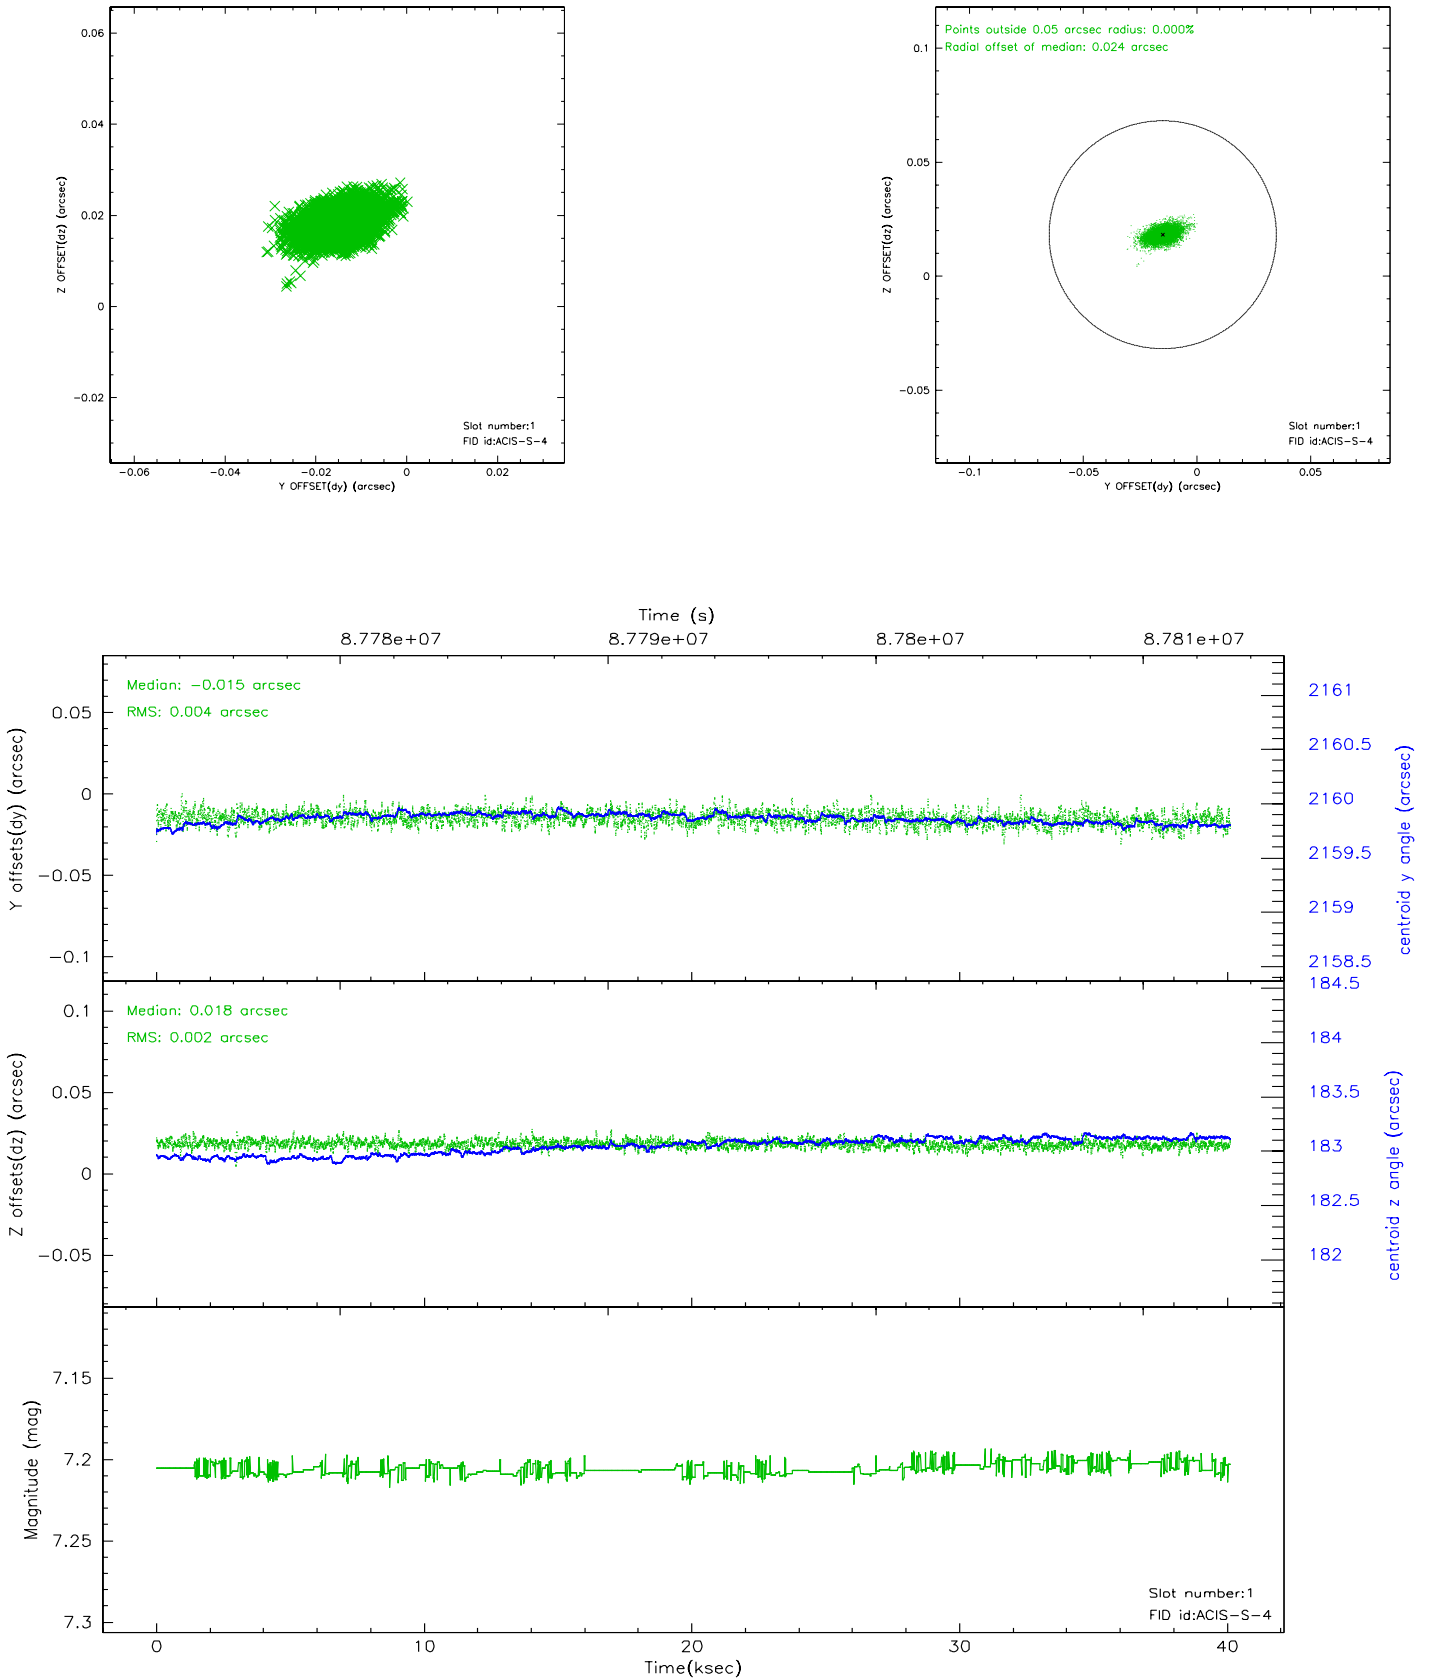 0.06
0.04
0.02
0
−0.02
Z OFFSET(dz) (arcsec)
Slot number:1
FID id:ACIS−S−4
−0.06 −0.04 −0.02 0 0.02
Y OFFSET(dy) (arcsec)
Points outside 0.05 arcsec radius: 0.000%
Radial offset of median: 0.024 arcsec
0.1
0.05
0
−0.05
Z OFFSET(dz) (arcsec)
Slot number:1
FID id:ACIS−S−4
−0.1 −0.05 0 0.05
Y OFFSET(dy) (arcsec)
Time (s)
8.778e+07 8.779e+07 8.78e+07 8.781e+07
Median: −0.015 arcsec
RMS: 0.004 arcsec
0.05
0
−0.05
−0.1
Y offsets(dy) (arcsec)
2161
2160.5
2160
2159.5
2159
2158.5
centroid y angle (arcsec)
Median: 0.018 arcsec
RMS: 0.002 arcsec
0.1
0.05
0
−0.05
Z offsets(dz) (arcsec)
184.5
184
183.5
183
182.5
182
centroid z angle (arcsec)
7.15
7.2
7.25
7.3
Magnitude (mag)
Slot number:1
FID id:ACIS−S−4
0 10 20 30 40
Time(ksec)